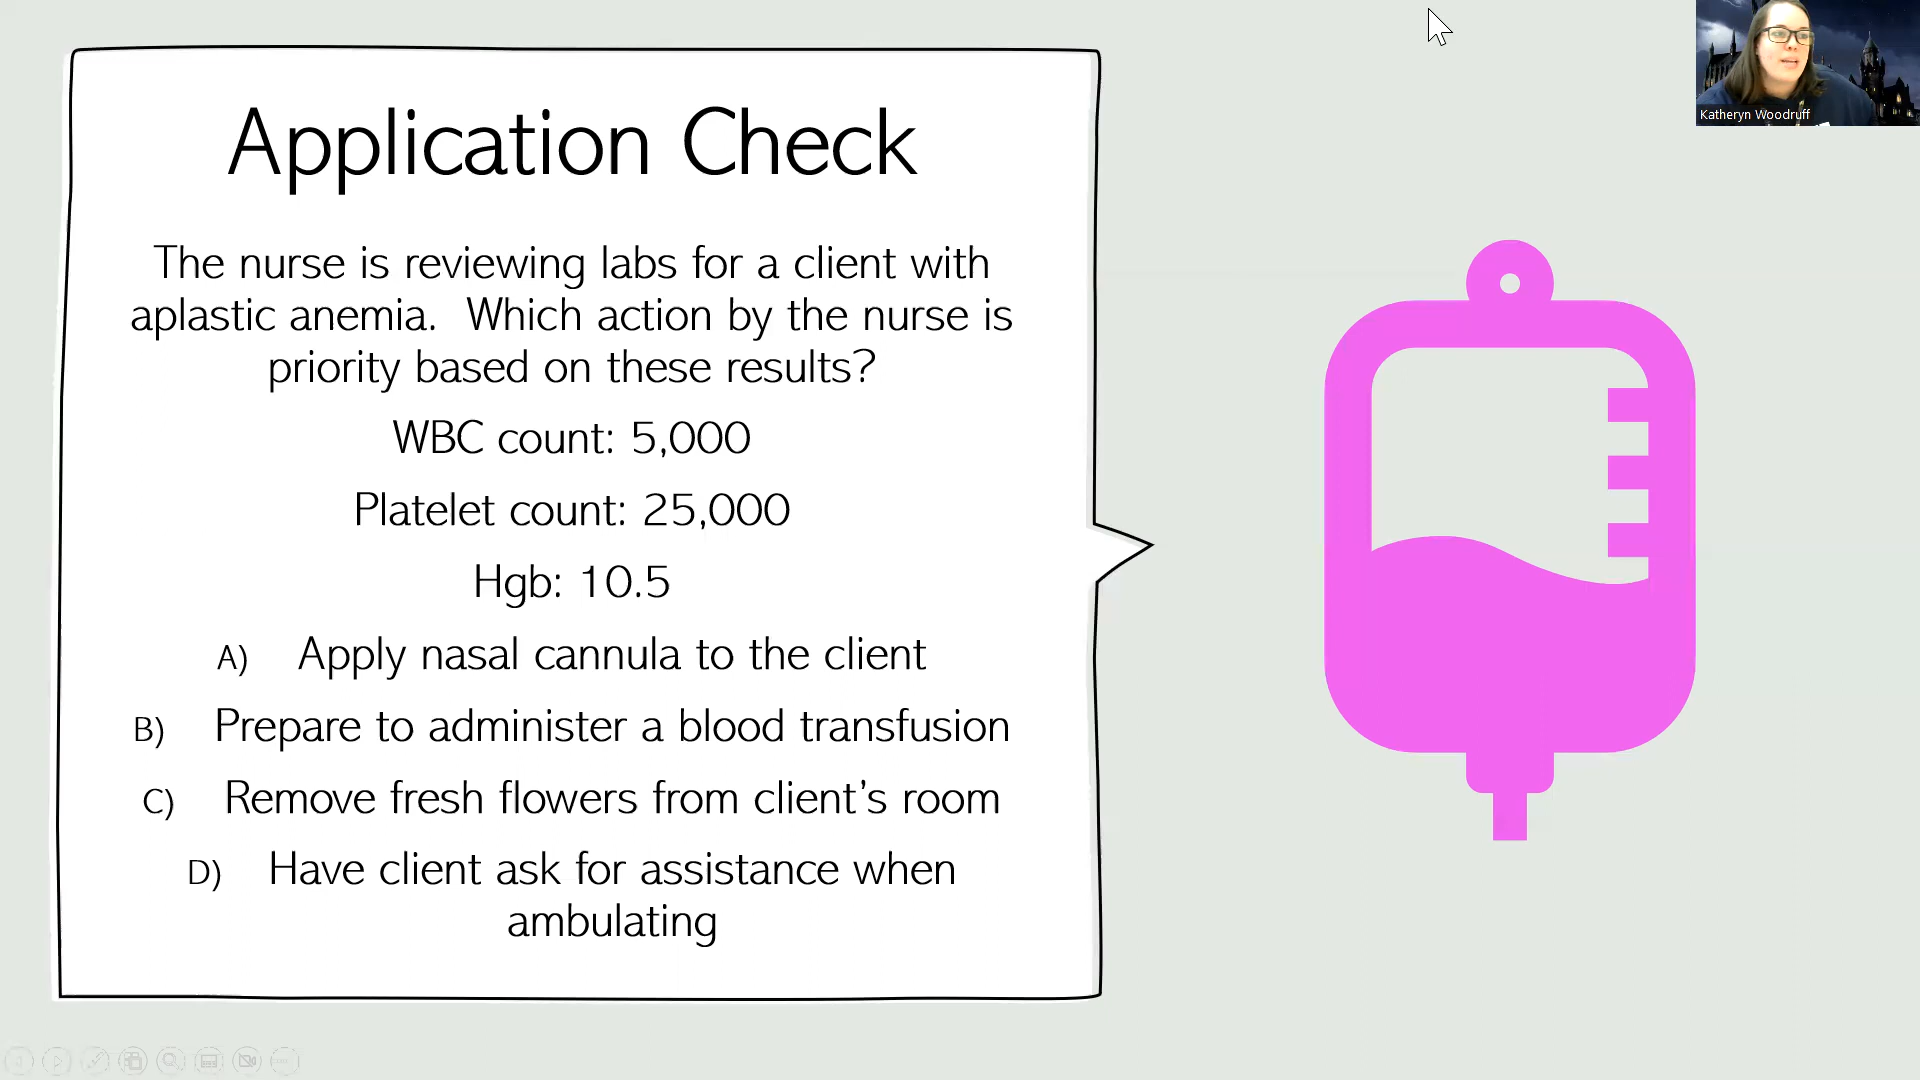 Application Check
The nurse is reviewing labs for a client with
aplastic anemia.  Which action by the nurse is
priority based on these results?
WBC count: 5,000
Platelet count: 25,000
Hgb: 10.5
A) Apply nasal cannula to the client
B) Prepare to administer a blood transfusion
C) Remove fresh flowers from client’s room
D) Have client ask for assistance when
ambulating
Katheryn Woodruff